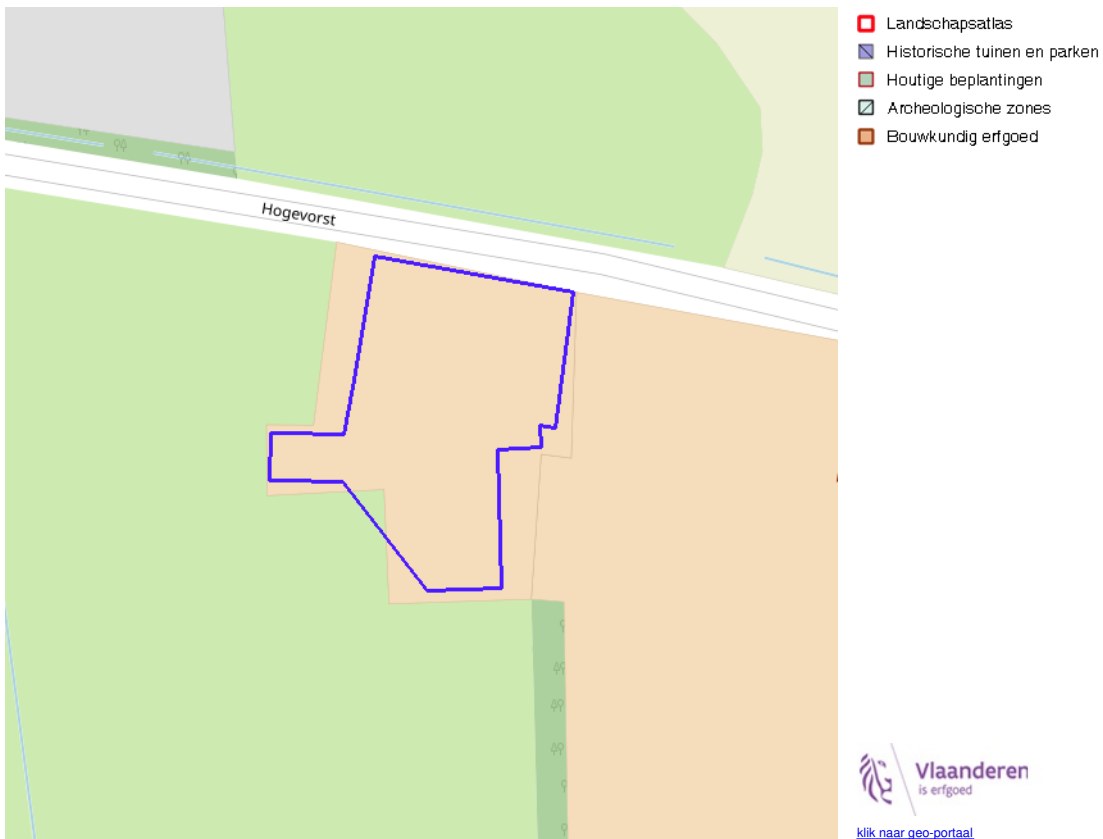 Landschapsatlas
Historische tuinen en parken
Houtige beplantingen
Archeologische zones
Bouwkundig erfgoed
Hogevorst
Vlaanderen
is erfgoed
klik naar geo-portaal